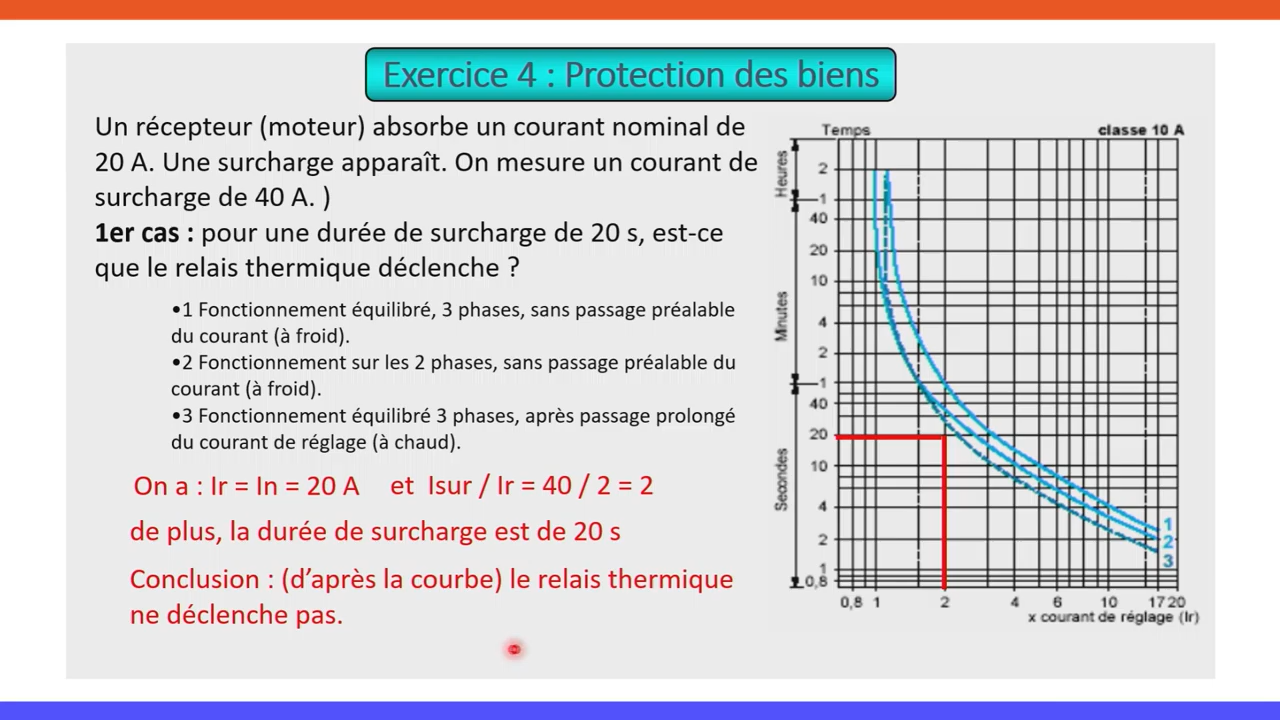 Exercice 4 : Protection des biens
Un récepteur (moteur) absorbe un courant nominal de
20 A. Une surcharge apparaît. On mesure un courant de
surcharge de 40 A. )
1er cas : pour une durée de surcharge de 20 s, est-ce
que le relais thermique déclenche ?
•1 Fonctionnement équilibré, 3 phases, sans passage préalable
du courant (à froid).
•2 Fonctionnement sur les 2 phases, sans passage préalable du
courant (à froid).
•3 Fonctionnement équilibré 3 phases, après passage prolongé
du courant de réglage (à chaud).
On a : Ir = In = 20 A et Isur / Ir = 40 / 2 = 2
de plus, la durée de surcharge est de 20 s
Conclusion : (d’après la courbe) le relais thermique
ne déclenche pas.
Temps classe 10 A
Heures
2
1
Minutes
40
20
10
4
2
1
Secondes
40
20
10
4
2
1
0,8
1
2
3
0,8 1 2 4 6 10 17 20
x courant de réglage (Ir)